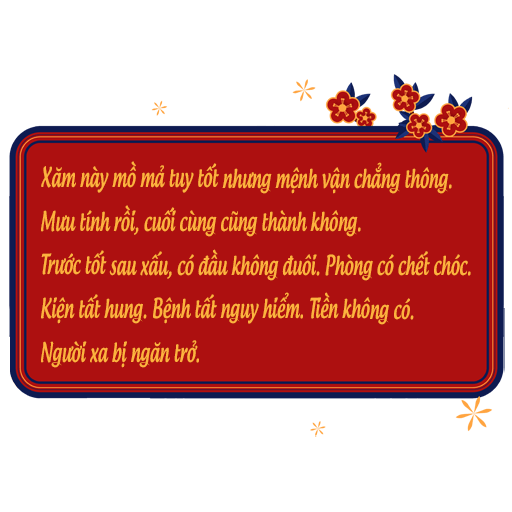 Xăm này mồ mả tuy tốt nhưng mệnh vận chẳng thông.
Mưu tính rồi, cuối cùng cũng thành không.
Trước tốt sau xấu, có đầu không đuôi. Phòng có chết chóc.
Kiện tất hung. Bệnh tất nguy hiểm. Tiền không có.
Người xa bị ngăn trở.